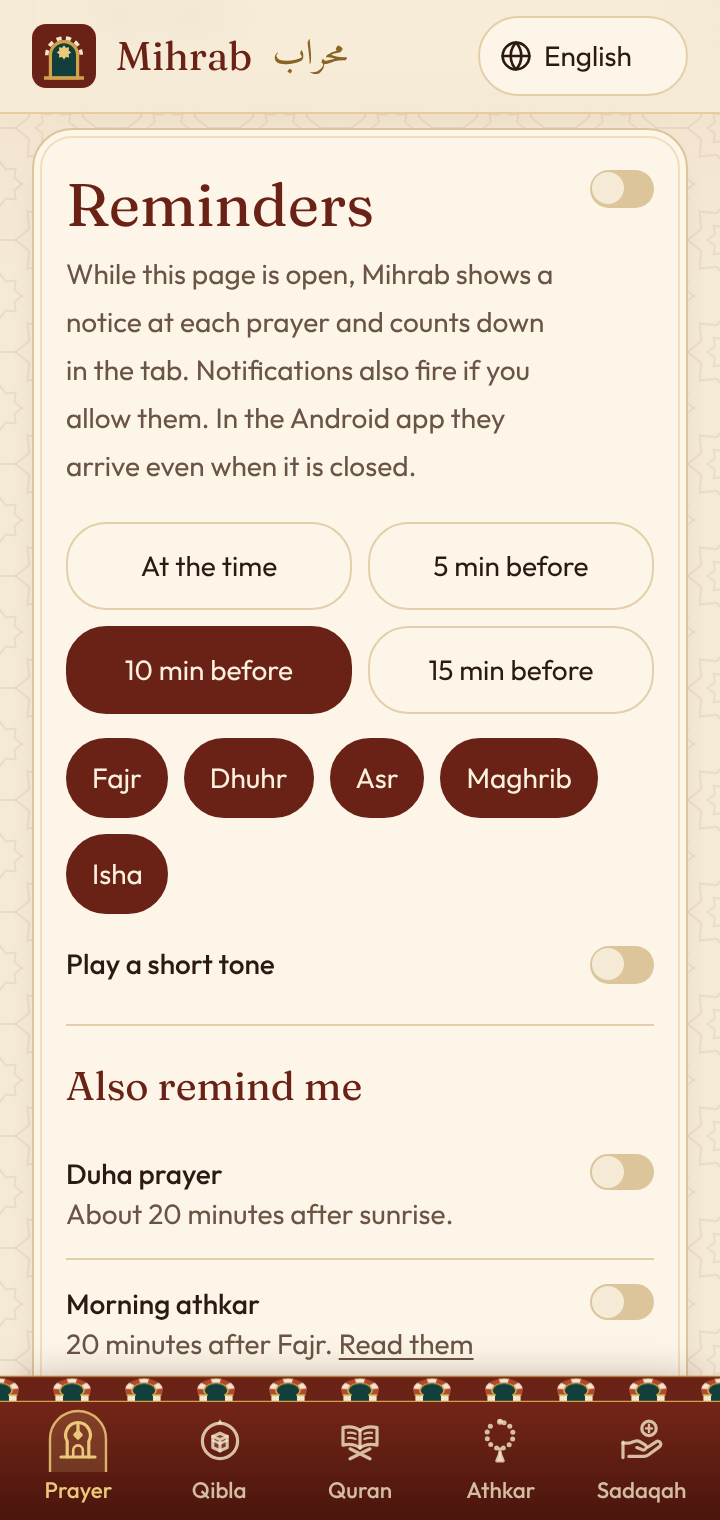 Mihrab محراب English
Reminders
While this page is open, Mihrab shows a
notice at each prayer and counts down
in the tab. Notifications also fire if you
allow them. In the Android app they
arrive even when it is closed.
At the time 5 min before
10 min before 15 min before
Fajr Dhuhr Asr Maghrib
Isha
Play a short tone
Also remind me
Duha prayer
About 20 minutes after sunrise.
Morning athkar
20 minutes after Fajr. Read them
Prayer Qibla Quran Athkar Sadaqah